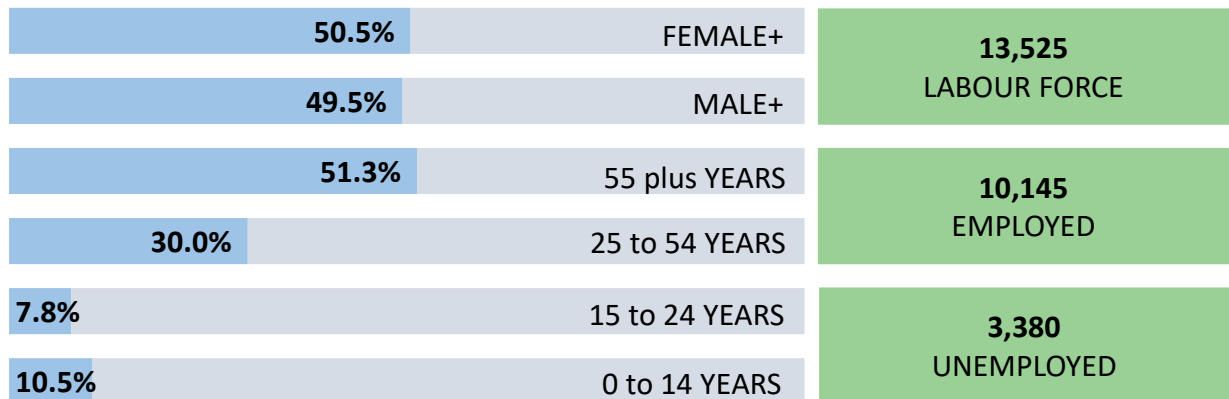 50.5% FEMALE+
49.5% MALE+
51.3% 55 plus YEARS
30.0% 25 to 54 YEARS
7.8% 15 to 24 YEARS
10.5% 0 to 14 YEARS
13,525
LABOUR FORCE
10,145
EMPLOYED
3,380
UNEMPLOYED